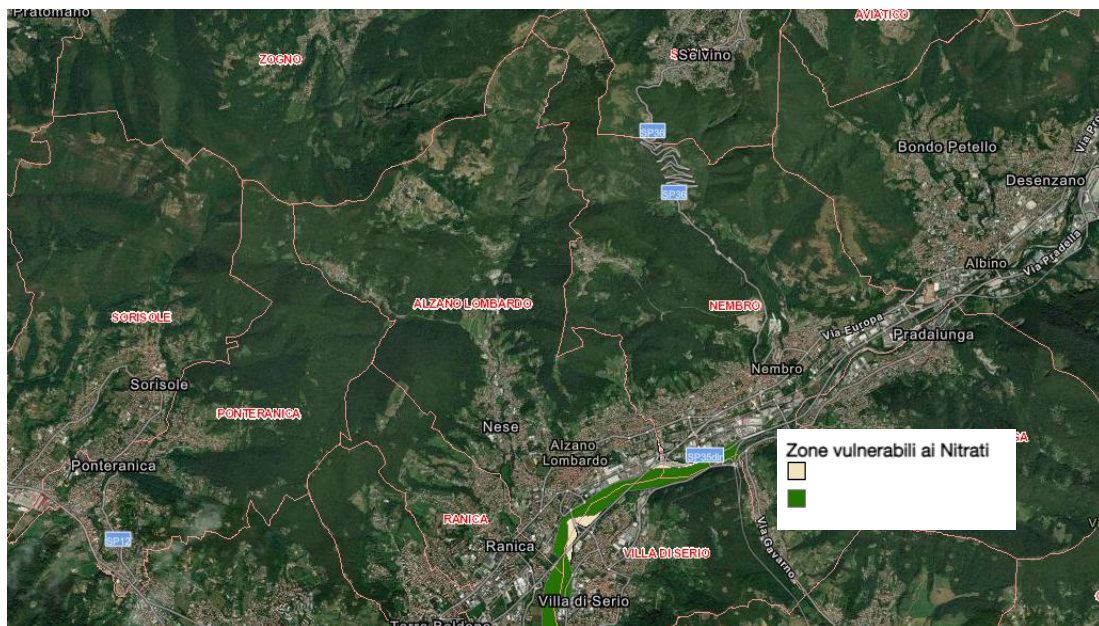 Pratomano
AVIATICO
ZOGNO
Selvino
SP36
Bondo Petello
Desenzano
SP36
Via Pradella
Albino
ALZANO LOMBARDO
NEMBRO
SORISOLE
Via Europa
Pradalunga
Nembro
Sorisole
PONTERANICA
Nese
Alzano
Lombardo
SP35dir
Zone vulnerabili ai Nitrati
Ponteranica
RANICA
Via Gavarno
SP12
Ranica
VILLA DI SERIO
Villa di Serio